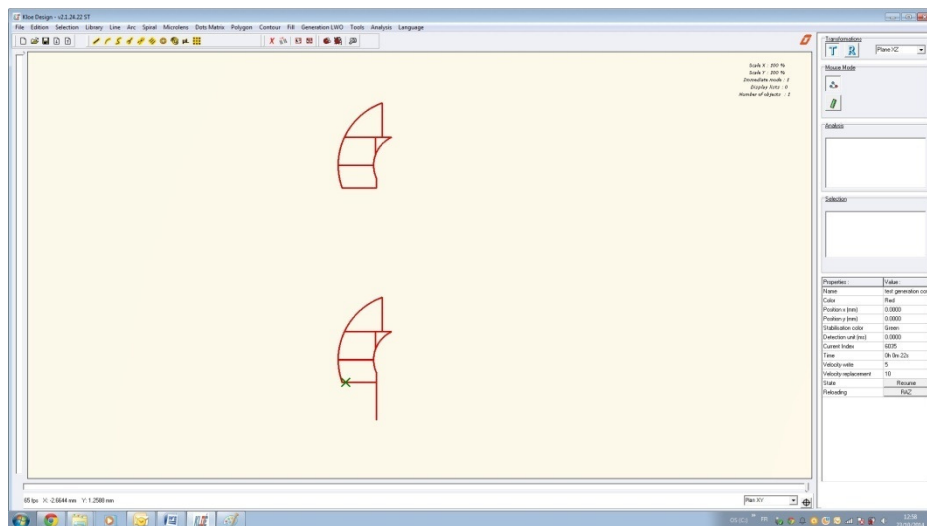 Kloe Design - v2.1.24.22 ST
File Edition Selection Library Line Arc Spiral Microlens Dots Matrix Polygon Contour Fill Generation LWO Tools Analysis Language
Scale X : 100 %
Scale Y : 100 %
Immediate mode : 1
Display lists : 0
Number of objects : 2
Transformations
T R Plane XZ
Mouse Mode
Analysis
Selection
Properties : Value :
Name test generation co
Color Red
Position x (mm) 0.0000
Position y (mm) 0.0000
Stabilisation color Green
Detection unit (ms) 0.0000
Current Index 6035
Time 0h 0m 22s
Velocity write 5
Velocity replacement 10
State Resume
Reloading RAZ
65 fps X: -2.6644 mm Y: 1.2588 mm
Plan XY
FR
12:58